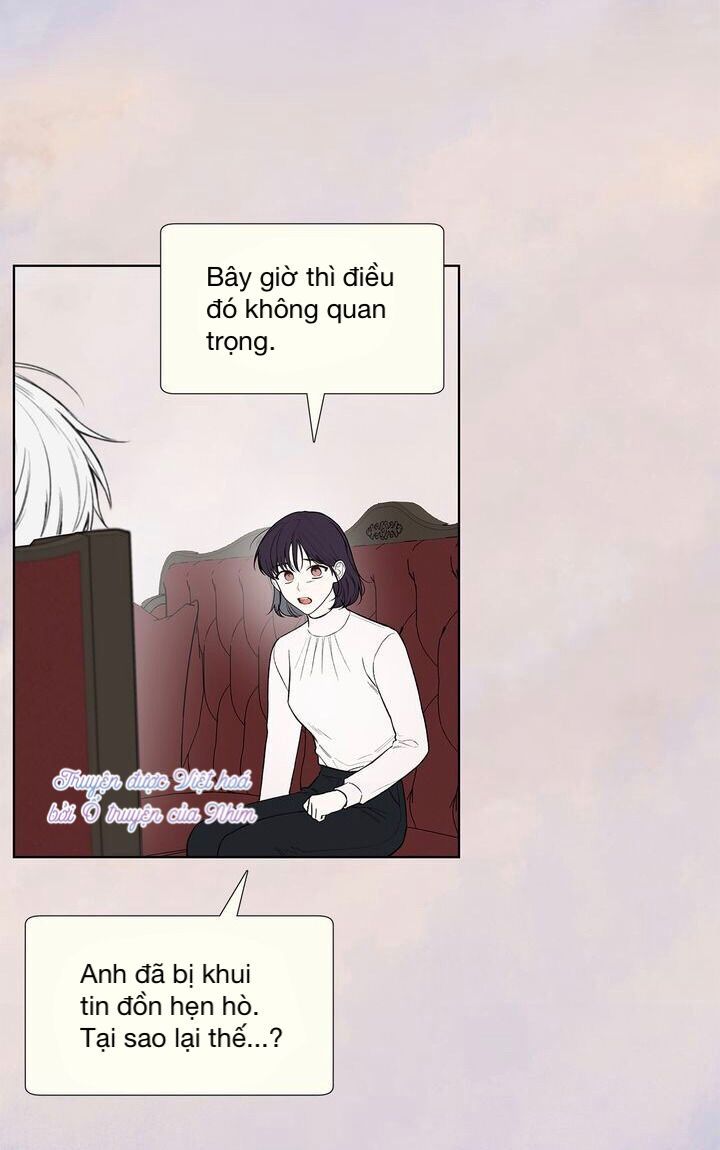 Bây giờ thì điều
đó không quan
trọng.
Truyện được Việt hoá
bởi Ổ truyện của Nhím
Anh đã bị khui
tin đồn hẹn hò.
Tại sao lại thế...?